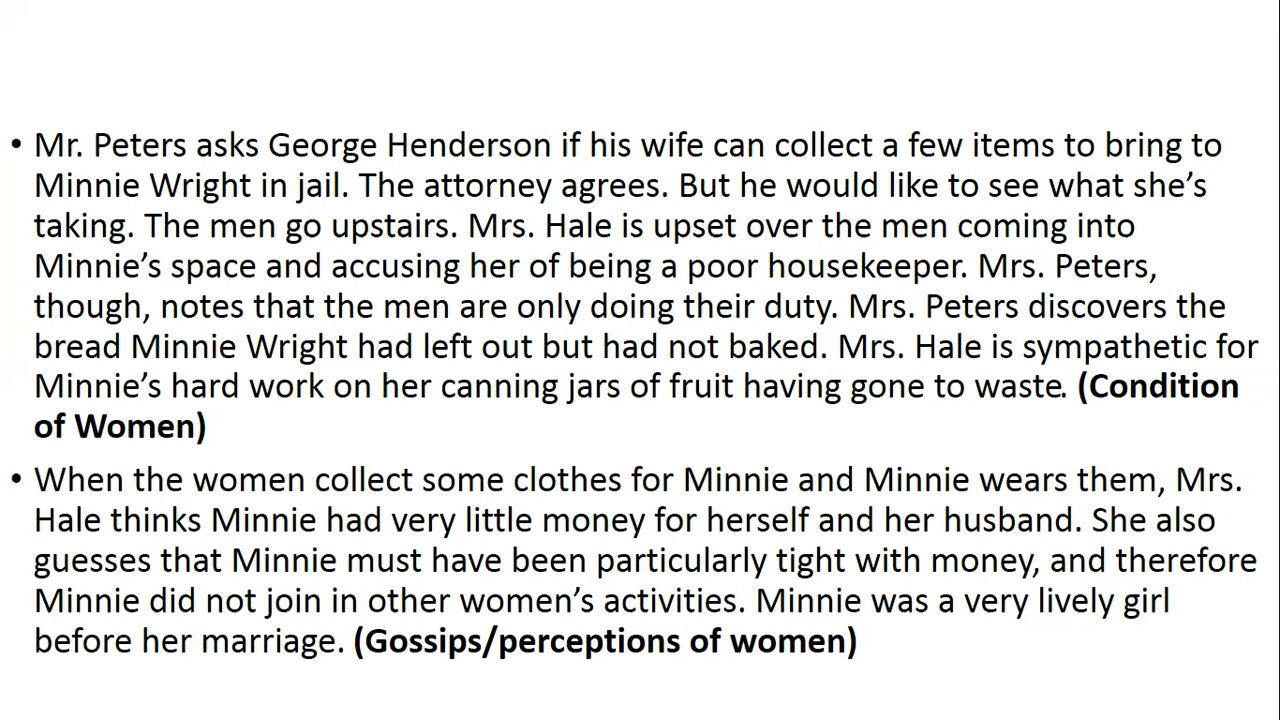 • Mr. Peters asks George Henderson if his wife can collect a few items to bring to
Minnie Wright in jail. The attorney agrees. But he would like to see what she’s
taking. The men go upstairs. Mrs. Hale is upset over the men coming into
Minnie’s space and accusing her of being a poor housekeeper. Mrs. Peters,
though, notes that the men are only doing their duty. Mrs. Peters discovers the
bread Minnie Wright had left out but had not baked. Mrs. Hale is sympathetic for
Minnie’s hard work on her canning jars of fruit having gone to waste. (Condition
of Women)
• When the women collect some clothes for Minnie and Minnie wears them, Mrs.
Hale thinks Minnie had very little money for herself and her husband. She also
guesses that Minnie must have been particularly tight with money, and therefore
Minnie did not join in other women’s activities. Minnie was a very lively girl
before her marriage. (Gossips/perceptions of women)